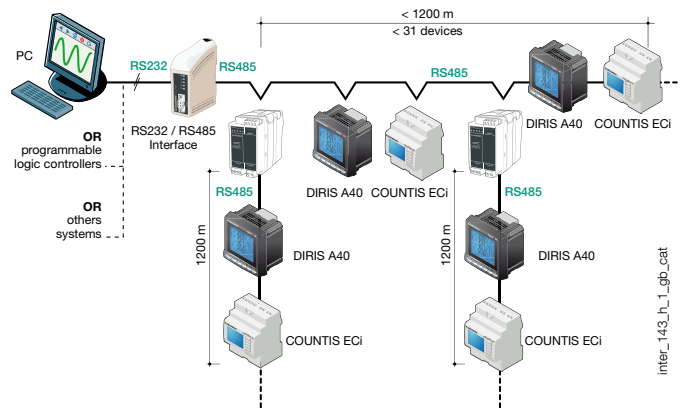 < 1200 m
< 31 devices
PC
RS232
RS485
RS485
RS232 / RS485
Interface
DIRIS A40
COUNTIS ECi
OR
programmable
logic controllers
DIRIS A40
COUNTIS ECi
RS485
RS485
OR
others
systems
1200 m
DIRIS A40
1200 m
DIRIS A40
COUNTIS ECi
COUNTIS ECi
inter_143_h_1_gb_cat